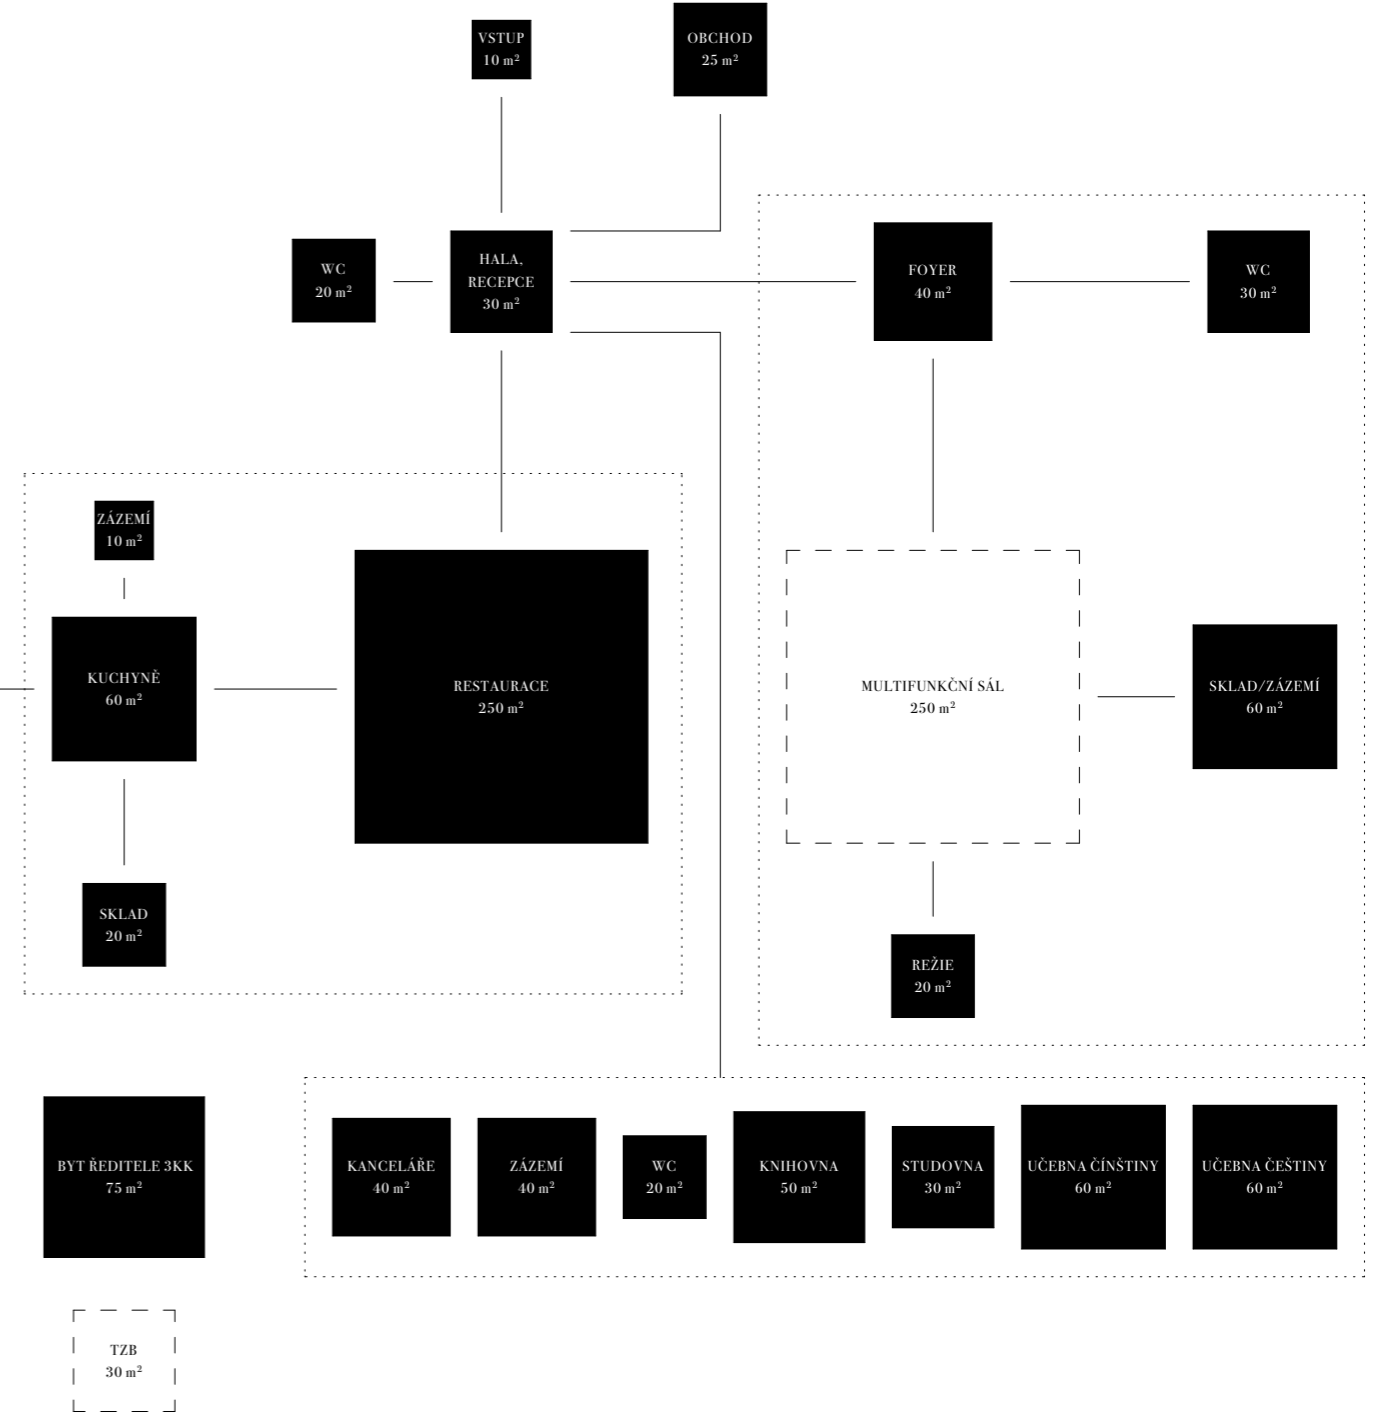 VSTUP
10 m²
OBCHOD
25 m²
WC
20 m²
HALA,
RECEPCE
30 m²
FOYER
40 m²
WC
30 m²
ZÁZEMÍ
10 m²
KUCHYNĚ
60 m²
RESTAURACE
250 m²
MULTIFUNKČNÍ SÁL
250 m²
SKLAD/ZÁZEMÍ
60 m²
SKLAD
20 m²
REŽIE
20 m²
BYT ŘEDITELE 3KK
75 m²
KANCELÁŘE
40 m²
ZÁZEMÍ
40 m²
WC
20 m²
KNIHOVNA
50 m²
STUDOVNA
30 m²
UČEBNA ČÍNŠTINY
60 m²
UČEBNA ČEŠTINY
60 m²
TZB
30 m²